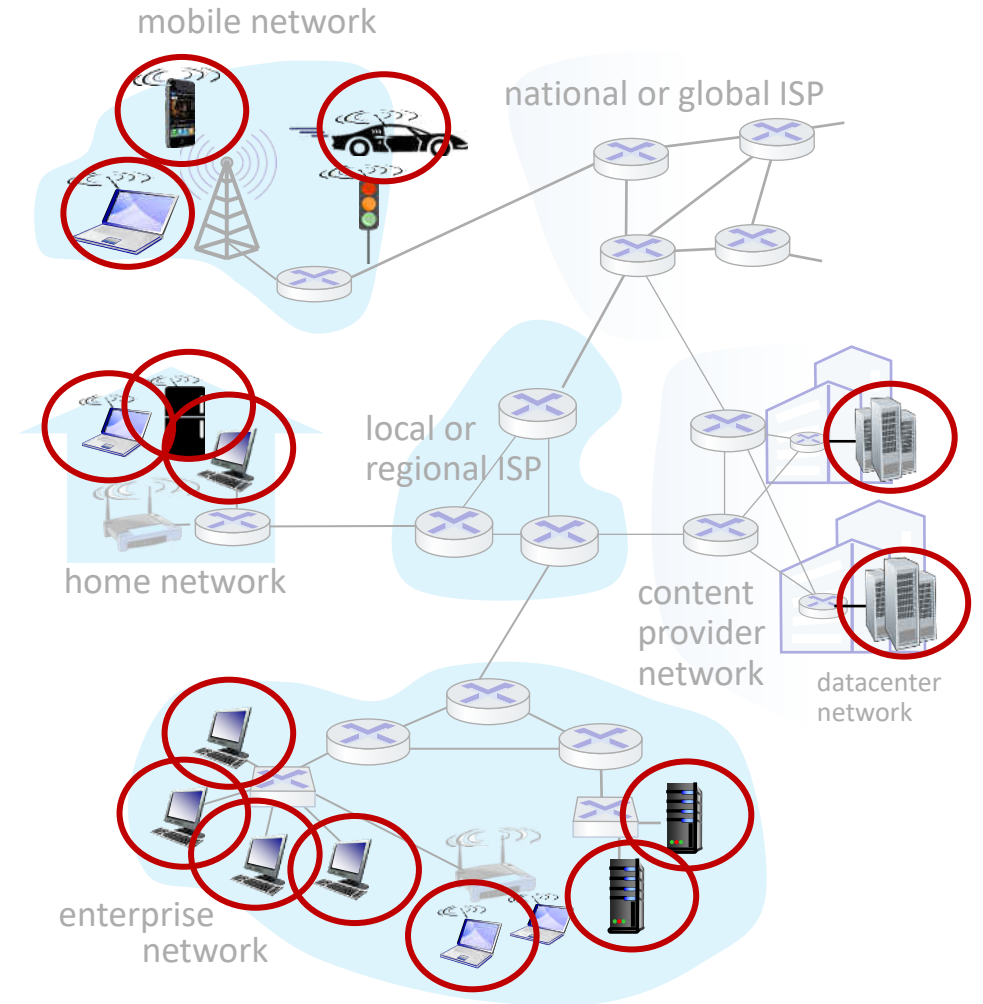 mobile network
national or global ISP
local or
regional ISP
home network
content
provider
network
datacenter
network
enterprise
network